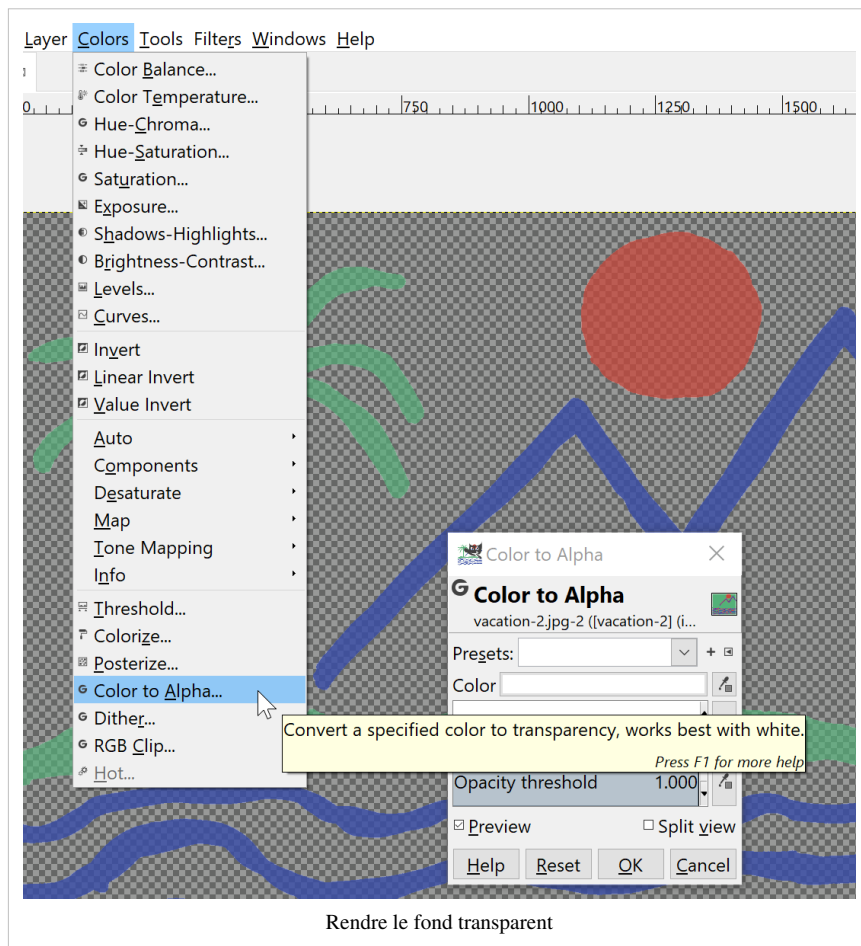 Layer Colors Tools Filters Windows Help
Color Balance...
Color Temperature...
0 750 1000 1250 1500
Hue-Chroma...
Hue-Saturation...
Saturation...
Exposure...
Shadows-Highlights...
Brightness-Contrast...
Levels...
Curves...
Invert
Linear Invert
Value Invert
Auto
Components
Desaturate
Map
Tone Mapping
Info
Threshold...
Colorize...
Posterize...
Color to Alpha...
Dither...
RGB Clip...
Hot...
Color to Alpha
Color to Alpha
vacation-2.jpg-2 ([vacation-2] (i...
Presets:
Color
Convert a specified color to transparency, works best with white.
Press F1 for more help
Opacity threshold 1.000
Preview Split view
Help Reset OK Cancel
Rendre le fond transparent